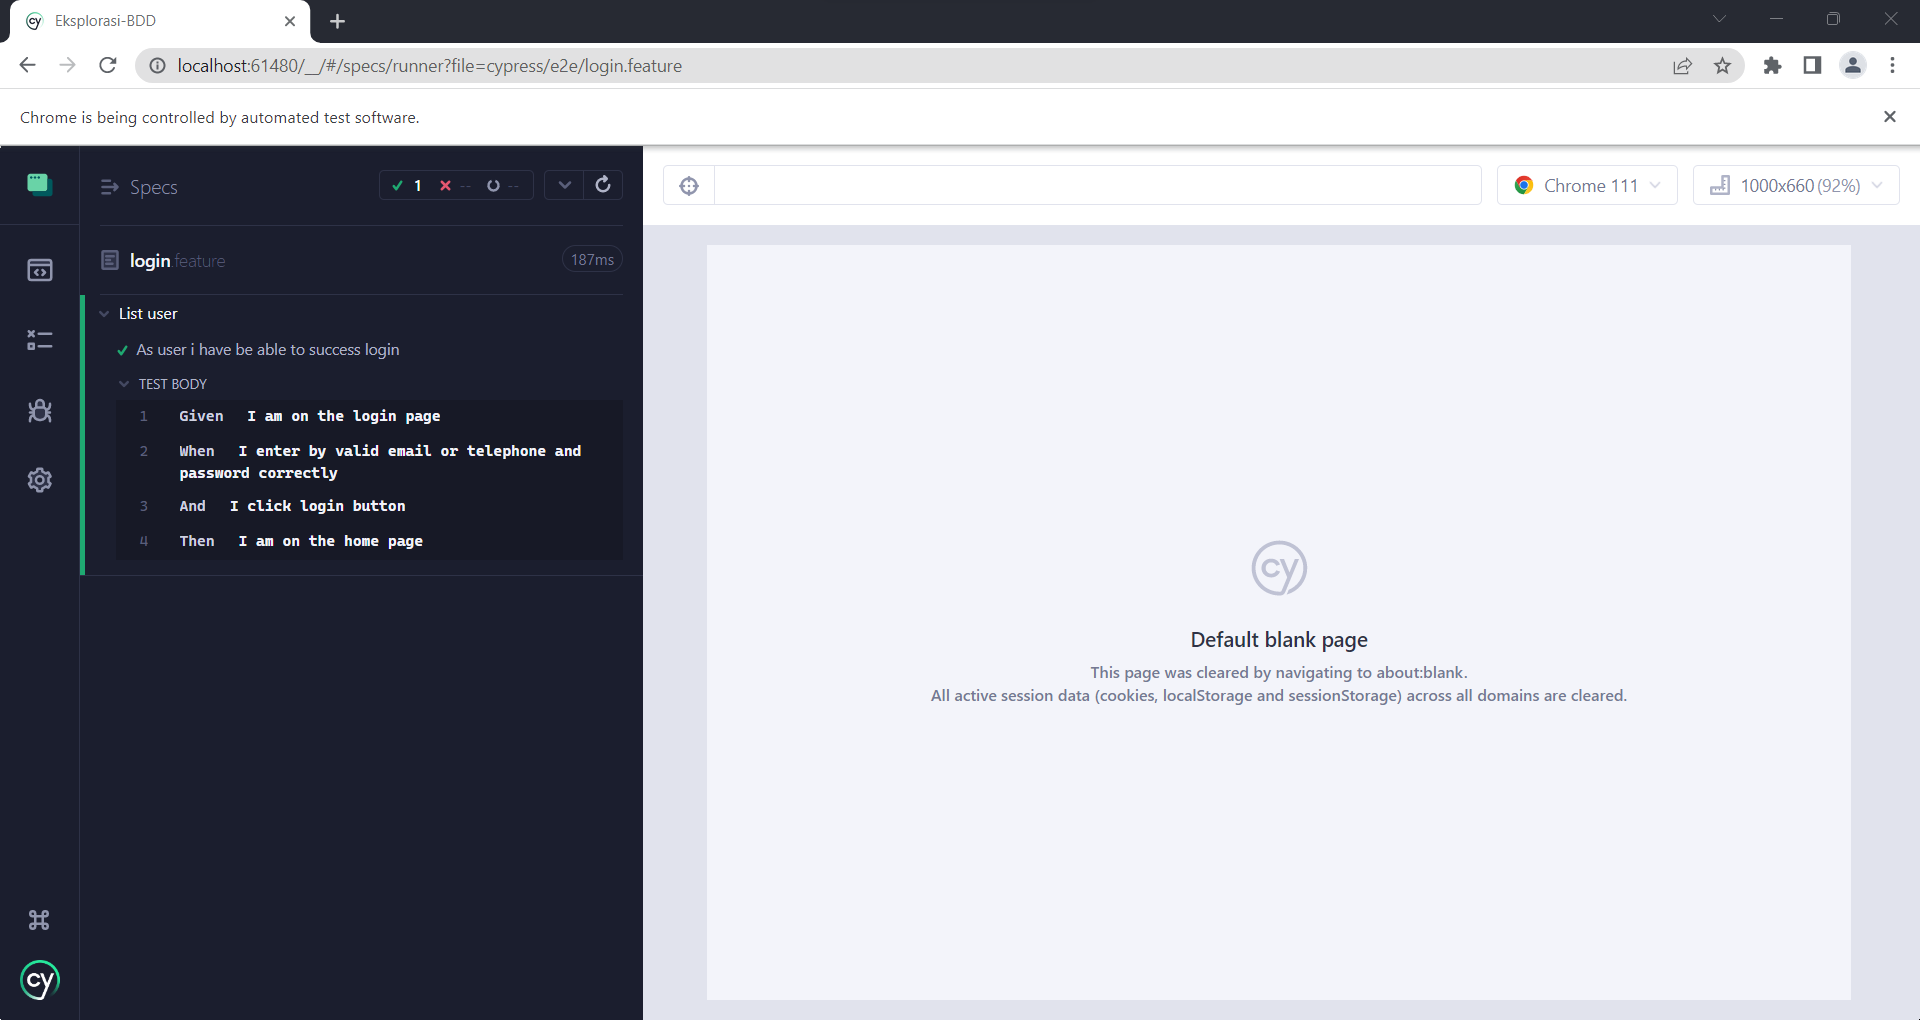 cy Eksplorasi-BDD
localhost:61480/__/#/specs/runner?file=cypress/e2e/login.feature
Chrome is being controlled by automated test software.
Specs
1 -- --
login.feature
187ms
List user
As user i have be able to success login
TEST BODY
1 Given I am on the login page
2 When I enter by valid email or telephone and
password correctly
3 And I click login button
4 Then I am on the home page
cy
Chrome 111
1000x660 (92%)
cy
Default blank page
This page was cleared by navigating to about:blank.
All active session data (cookies, localStorage and sessionStorage) across all domains are cleared.